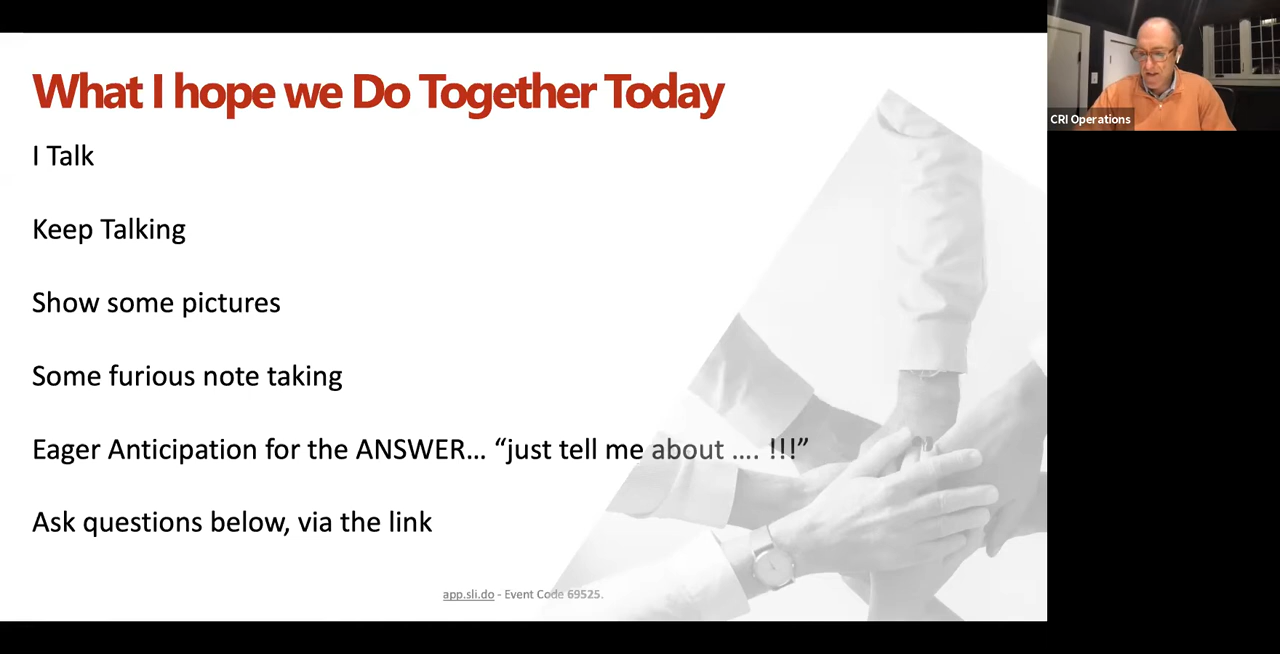 What I hope we Do Together Today
I Talk
Keep Talking
Show some pictures
Some furious note taking
Eager Anticipation for the ANSWER... “just tell me about .... !!!”
Ask questions below, via the link
app.sli.do - Event Code 69525.
CRI Operations